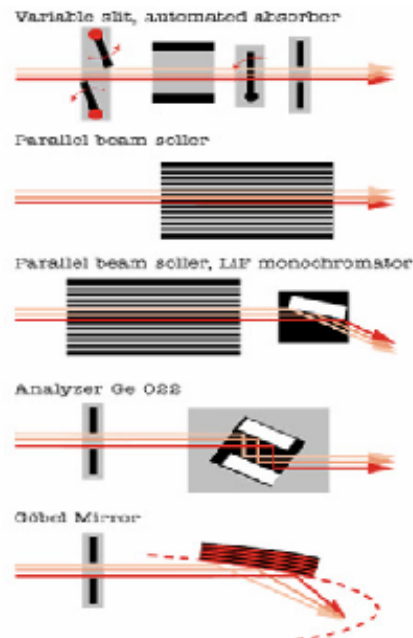 Variable slit, automated absorber
Parallel beam soller
Parallel beam soller, LiF monochromator
Analyzer Ge 022
Göbel Mirror